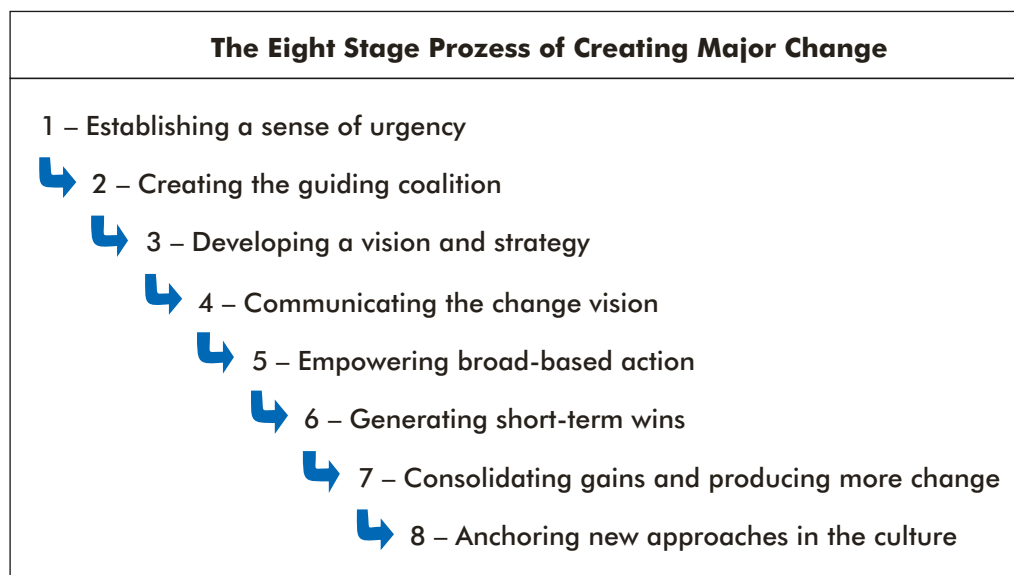 The Eight Stage Prozess of Creating Major Change
1 – Establishing a sense of urgency
2 – Creating the guiding coalition
3 – Developing a vision and strategy
4 – Communicating the change vision
5 – Empowering broad-based action
6 – Generating short-term wins
7 – Consolidating gains and producing more change
8 – Anchoring new approaches in the culture